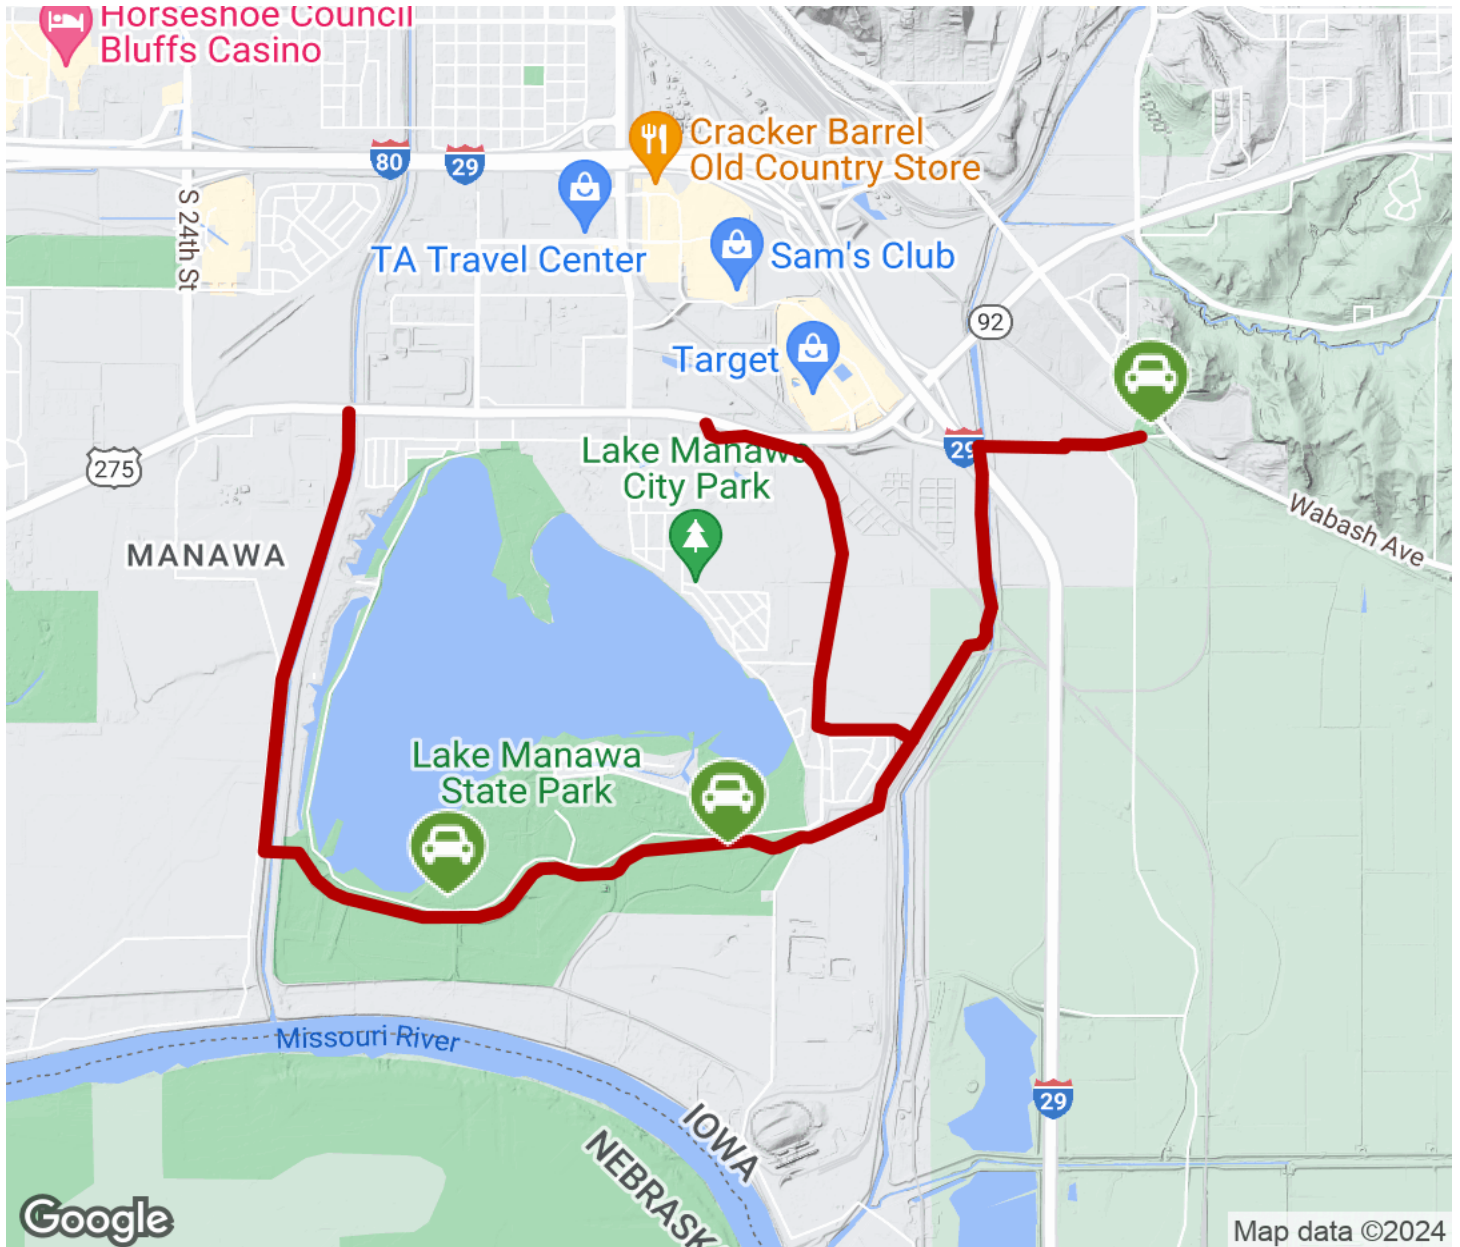 Horseshoe Council
Bluffs Casino
Cracker Barrel
Old Country Store
80
29
S 24th St
TA Travel Center
Sam's Club
92
Target
275
Lake Manawa
City Park
29
Wabash Ave
MANAWA
Lake Manawa
State Park
Missouri River
29
IOWA
NEBRASK
Google
Map data ©2024